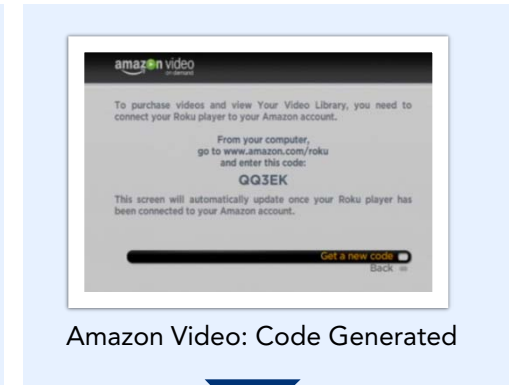 amazon video
on demand
To purchase videos and view Your Video Library, you need to
connect your Roku player to your Amazon account.
From your computer,
go to www.amazon.com/roku
and enter this code:
QQ3EK
This screen will automatically update once your Roku player has
been connected to your Amazon account.
Get a new code
Back
Amazon Video: Code Generated